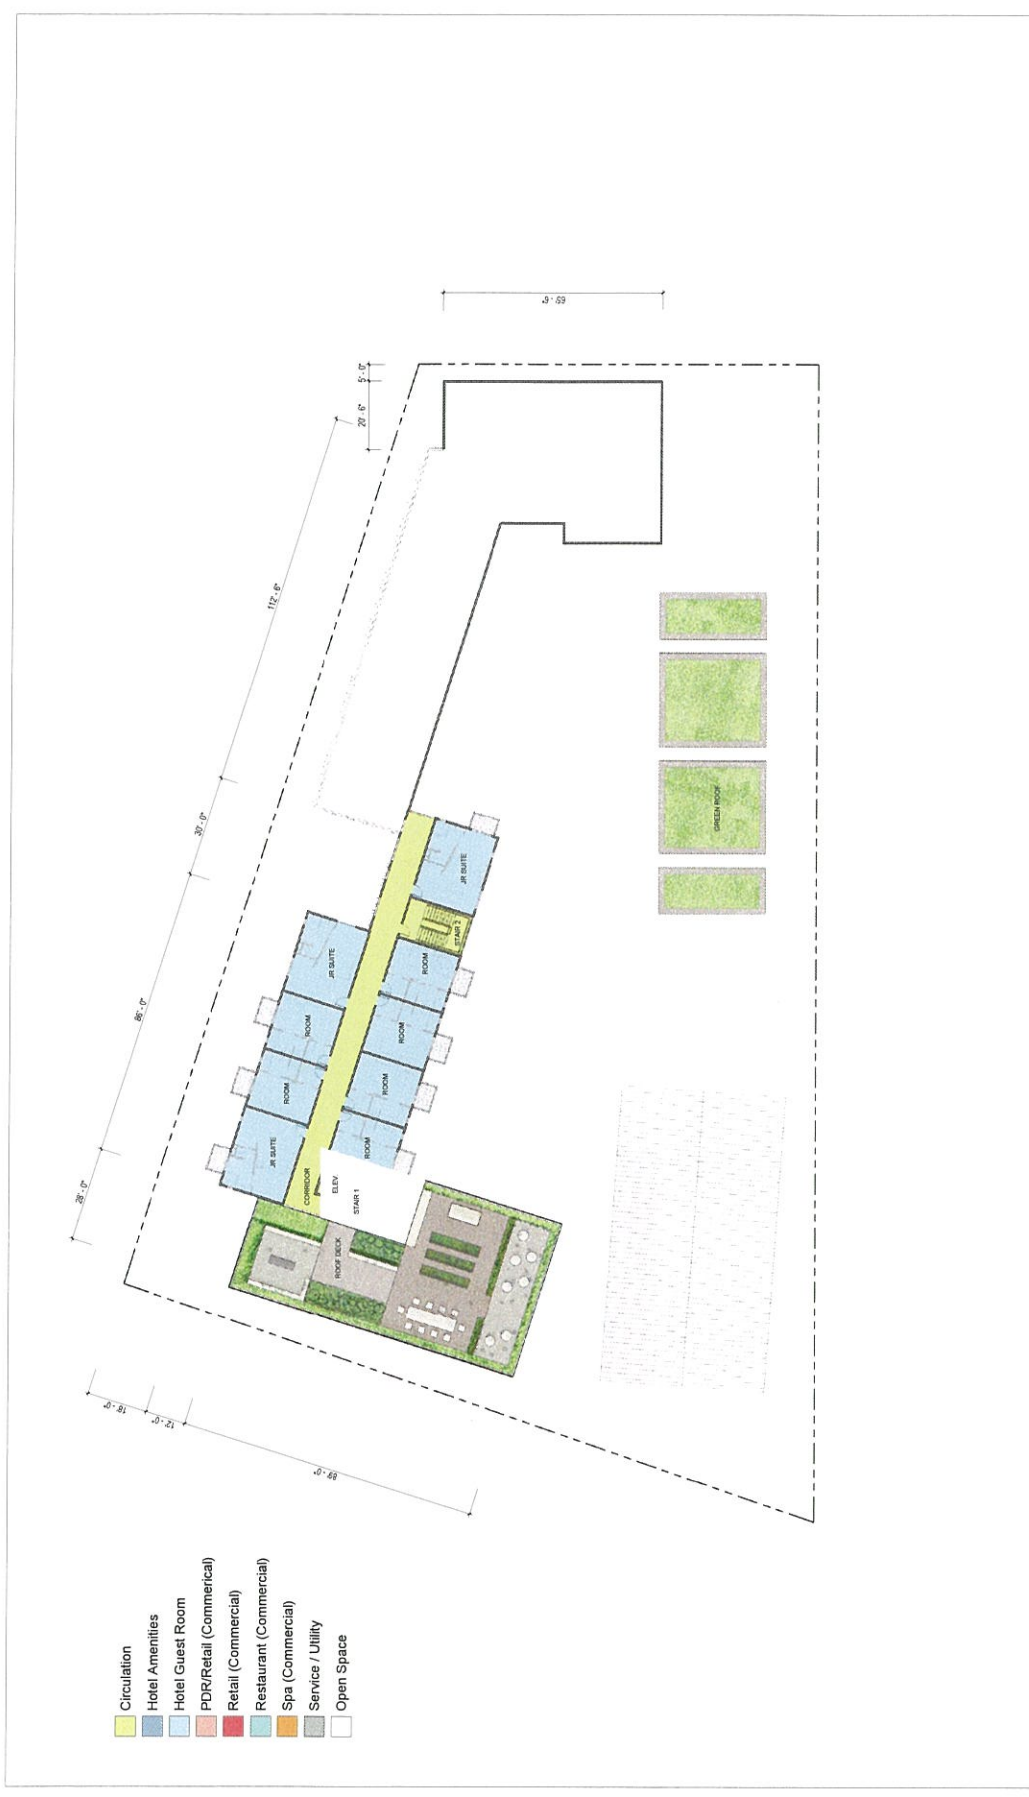 65' - 6"
5' - 0"
20' - 6"
112' - 6"
30' - 0"
86' - 0"
28' - 0"
18' - 0"
12' - 0"
89' - 0"
JR SUITE
ROOM
ROOM
JR SUITE
CORRIDOR
JR SUITE
STAIR 2
ROOM
ROOM
ROOM
ROOM
ELEV.
STAIR 1
ROOF DECK
GREEN ROOF
Circulation
Hotel Amenities
Hotel Guest Room
PDR/Retail (Commerical)
Retail (Commercial)
Restaurant (Commercial)
Spa (Commercial)
Service / Utility
Open Space